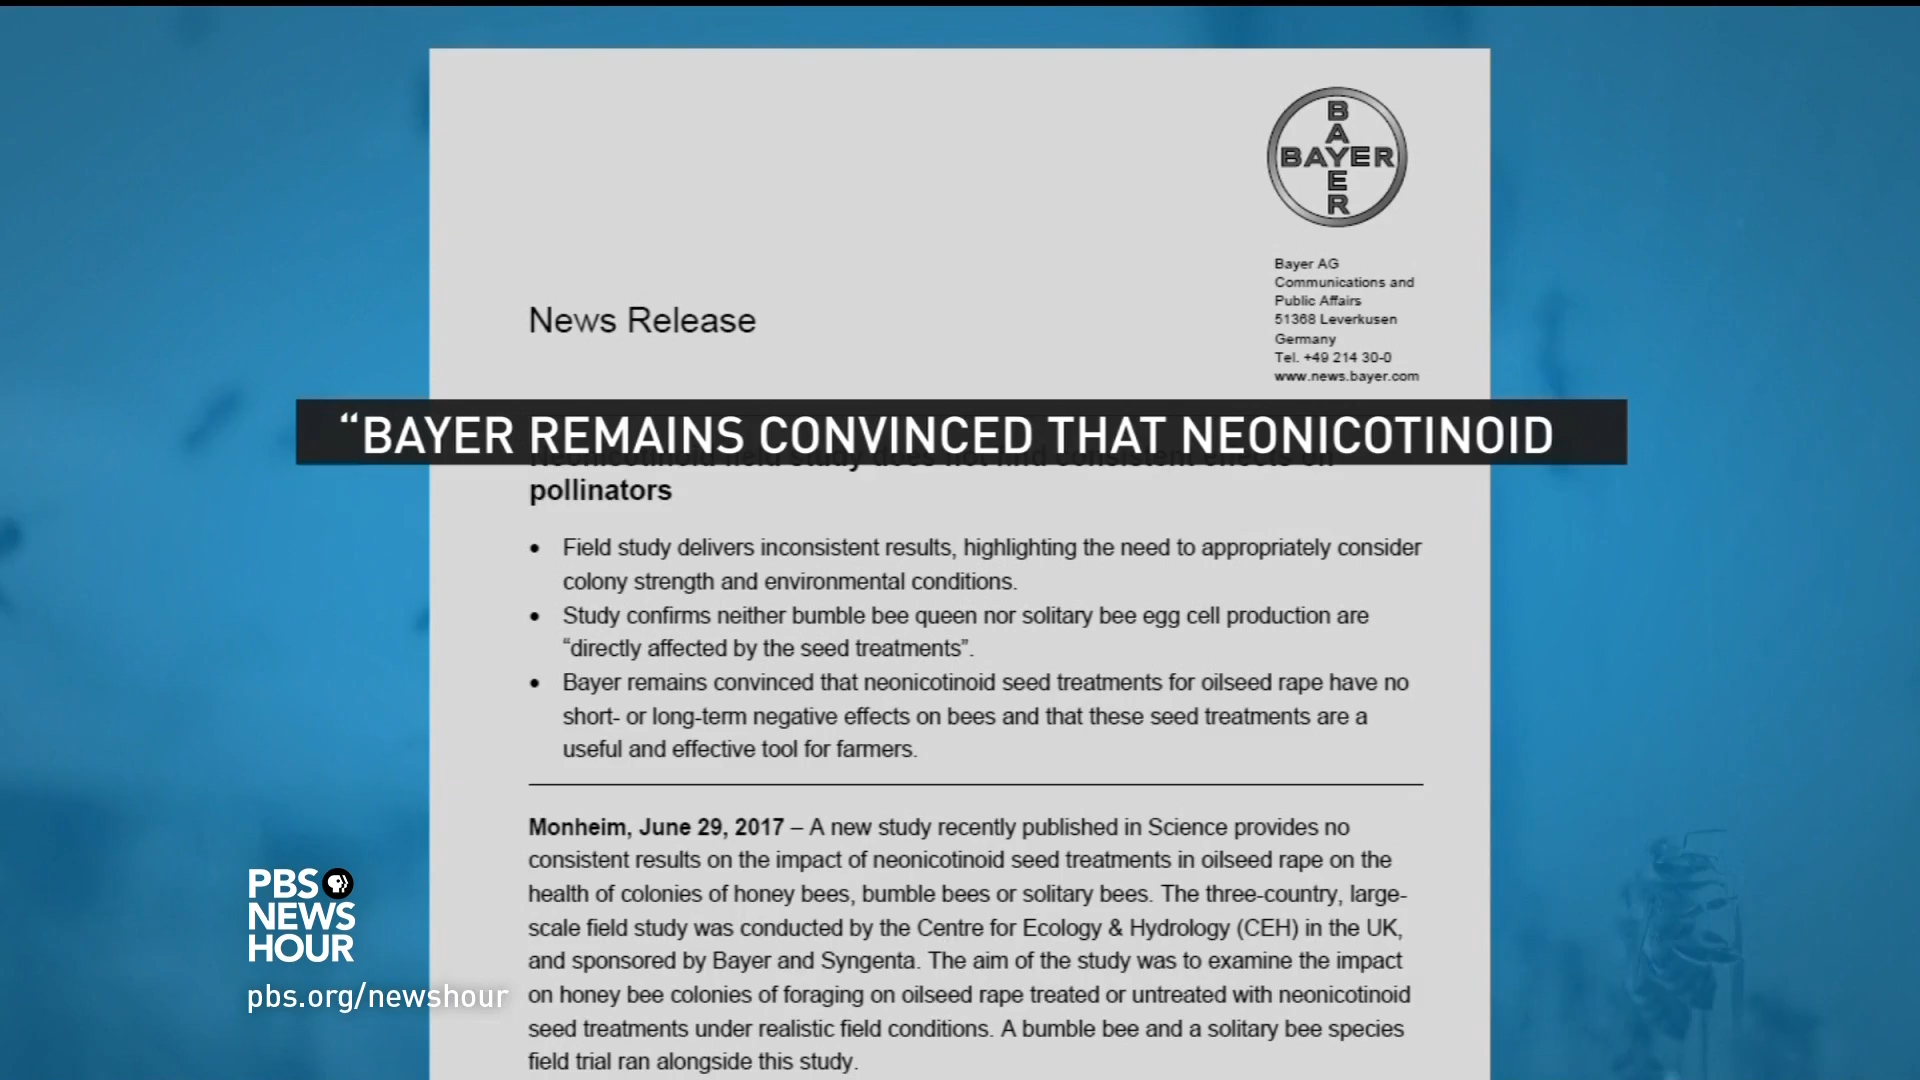 BAYER
BAYER
Bayer AG
Communications and
Public Affairs
51368 Leverkusen
Germany
Tel. +49 214 30-0
www.news.bayer.com
News Release
“BAYER REMAINS CONVINCED THAT NEONICOTINOID
Neonicotinoid field study does not find consistent effects on
pollinators
• Field study delivers inconsistent results, highlighting the need to appropriately consider
colony strength and environmental conditions.
• Study confirms neither bumble bee queen nor solitary bee egg cell production are
“directly affected by the seed treatments”.
• Bayer remains convinced that neonicotinoid seed treatments for oilseed rape have no
short- or long-term negative effects on bees and that these seed treatments are a
useful and effective tool for farmers.
Monheim, June 29, 2017 – A new study recently published in Science provides no
consistent results on the impact of neonicotinoid seed treatments in oilseed rape on the
health of colonies of honey bees, bumble bees or solitary bees. The three-country, large-
scale field study was conducted by the Centre for Ecology & Hydrology (CEH) in the UK,
and sponsored by Bayer and Syngenta. The aim of the study was to examine the impact
on honey bee colonies of foraging on oilseed rape treated or untreated with neonicotinoid
seed treatments under realistic field conditions. A bumble bee and a solitary bee species
field trial ran alongside this study.
PBS
NEWS
HOUR
pbs.org/newshour